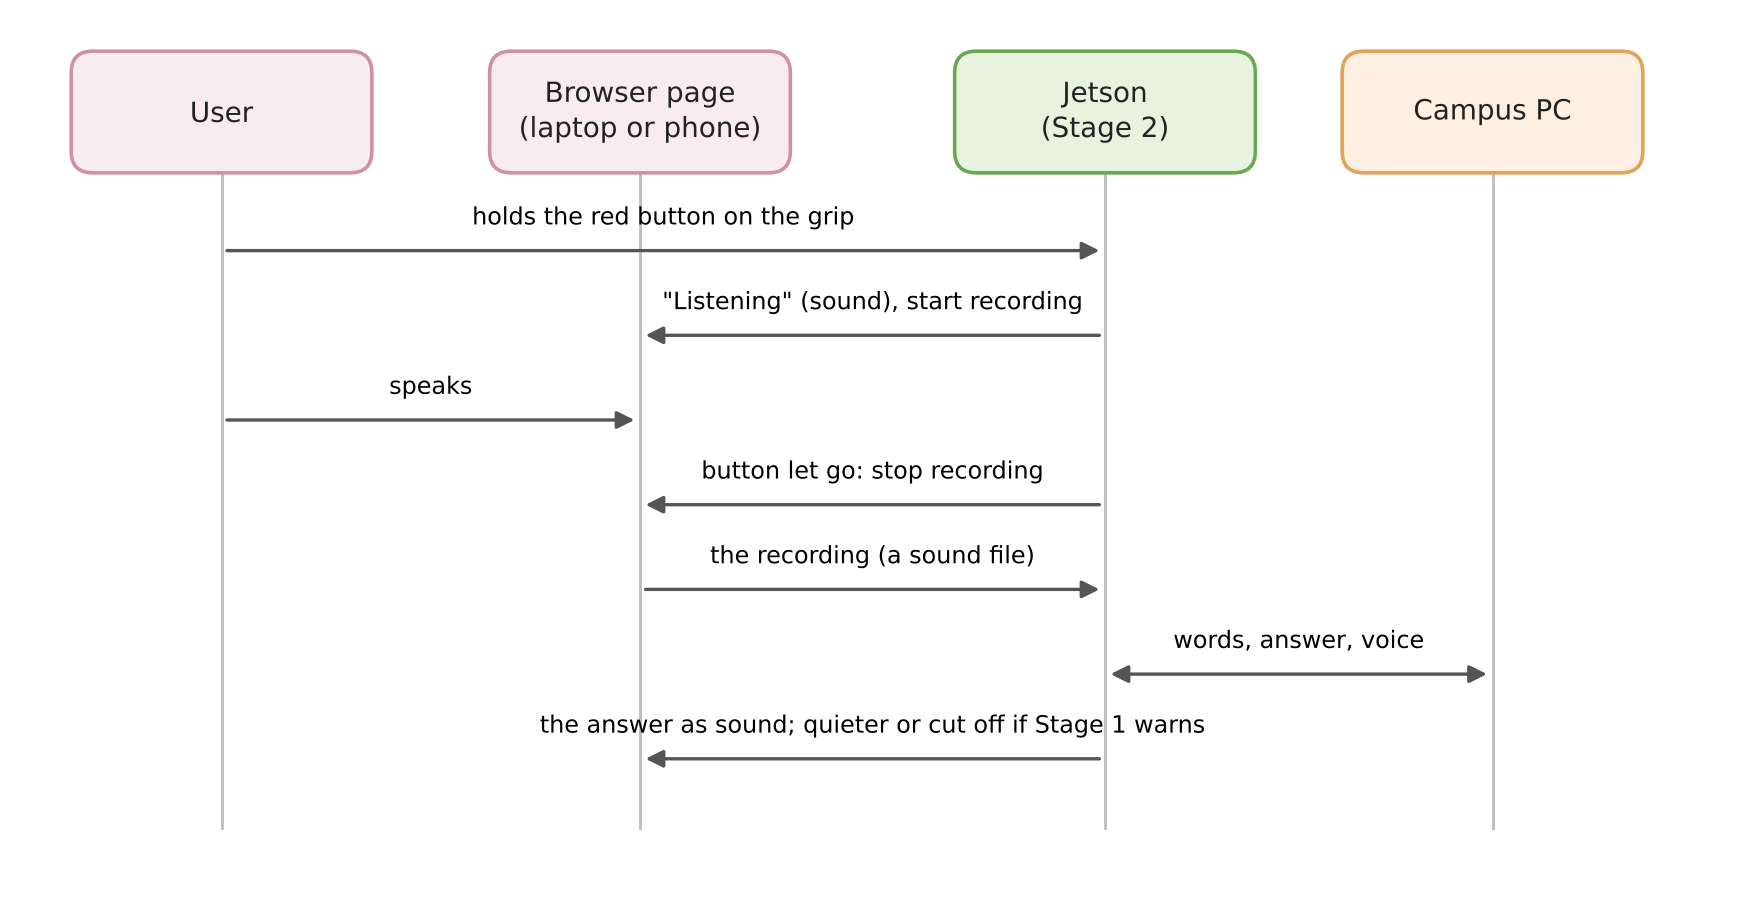 User
Browser page
(laptop or phone)
Jetson
(Stage 2)
Campus PC
holds the red button on the grip
"Listening" (sound), start recording
speaks
button let go: stop recording
the recording (a sound file)
words, answer, voice
the answer as sound; quieter or cut off if Stage 1 warns